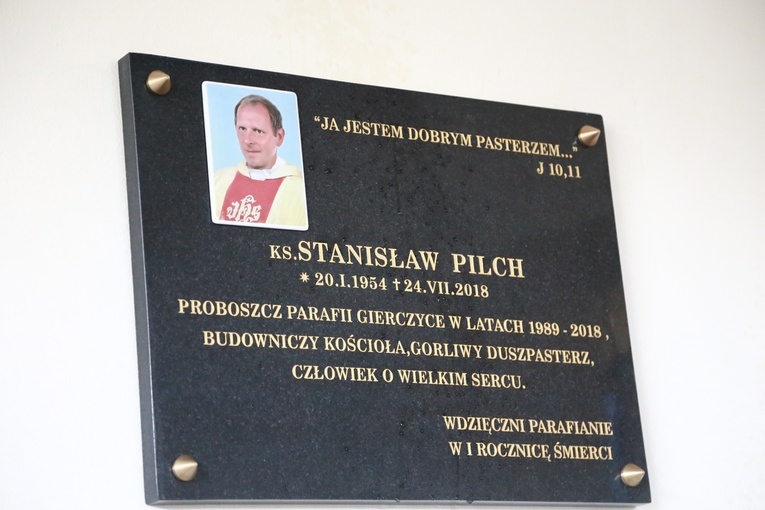 “JA JESTEM DOBRYM PASTERZEM...”
J 10,11
KS.STANISŁAW PILCH
* 20.I.1954 † 24.VII.2018
PROBOSZCZ PARAFII GIERCZYCE W LATACH 1989 - 2018 ,
BUDOWNICZY KOŚCIOŁA,GORLIWY DUSZPASTERZ,
CZŁOWIEK O WIELKIM SERCU.
WDZIĘCZNI PARAFIANIE
W I ROCZNICĘ ŚMIERCI